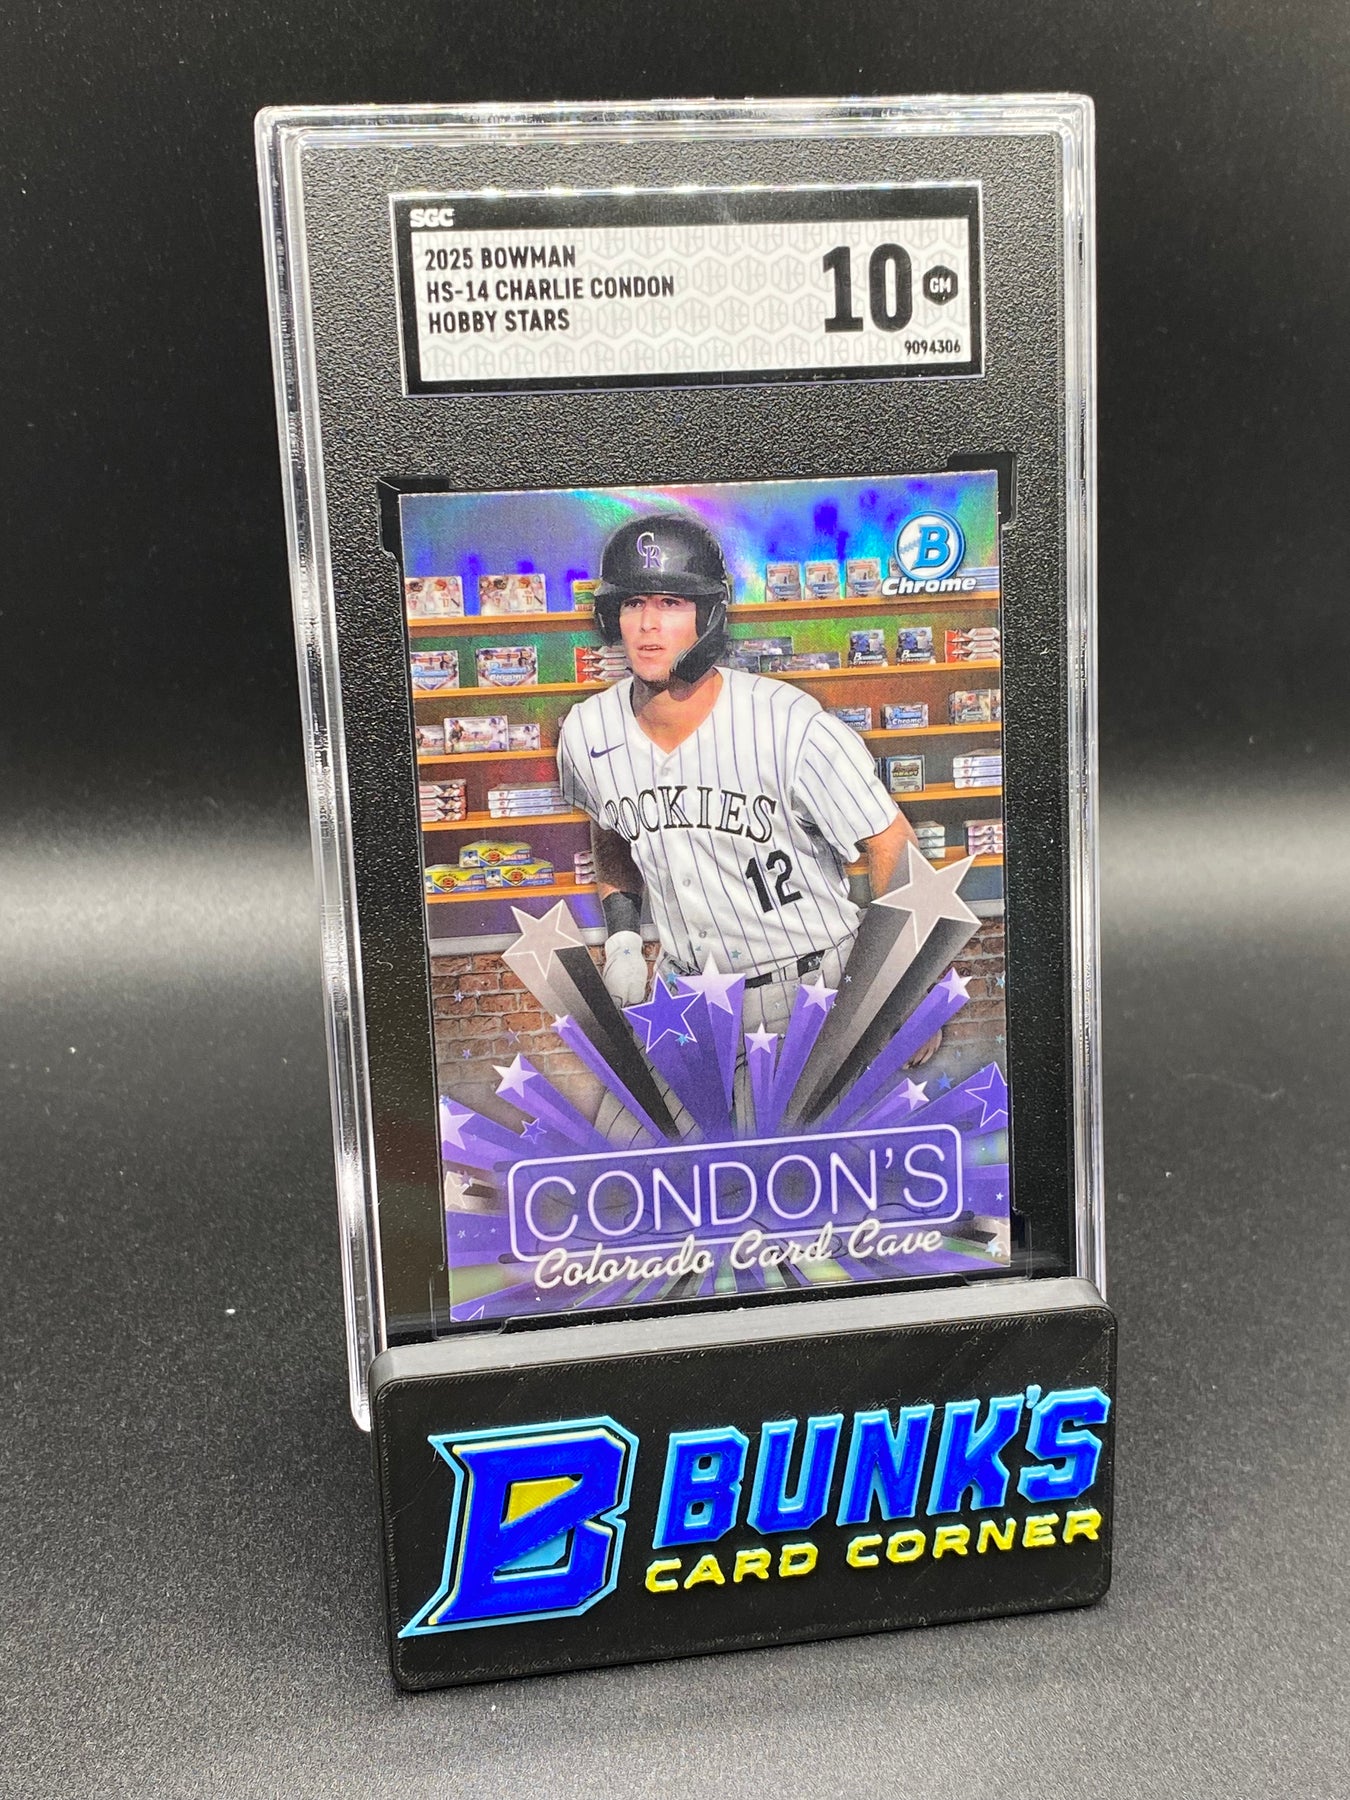 SGC
2025 BOWMAN
HS-14 CHARLIE CONDON
HOBBY STARS
10 GM
9094306
B
Chrome
CR
ROCKIES
12
CONDON'S
Colorado Card Cave
B BUNK'S
CARD CORNER